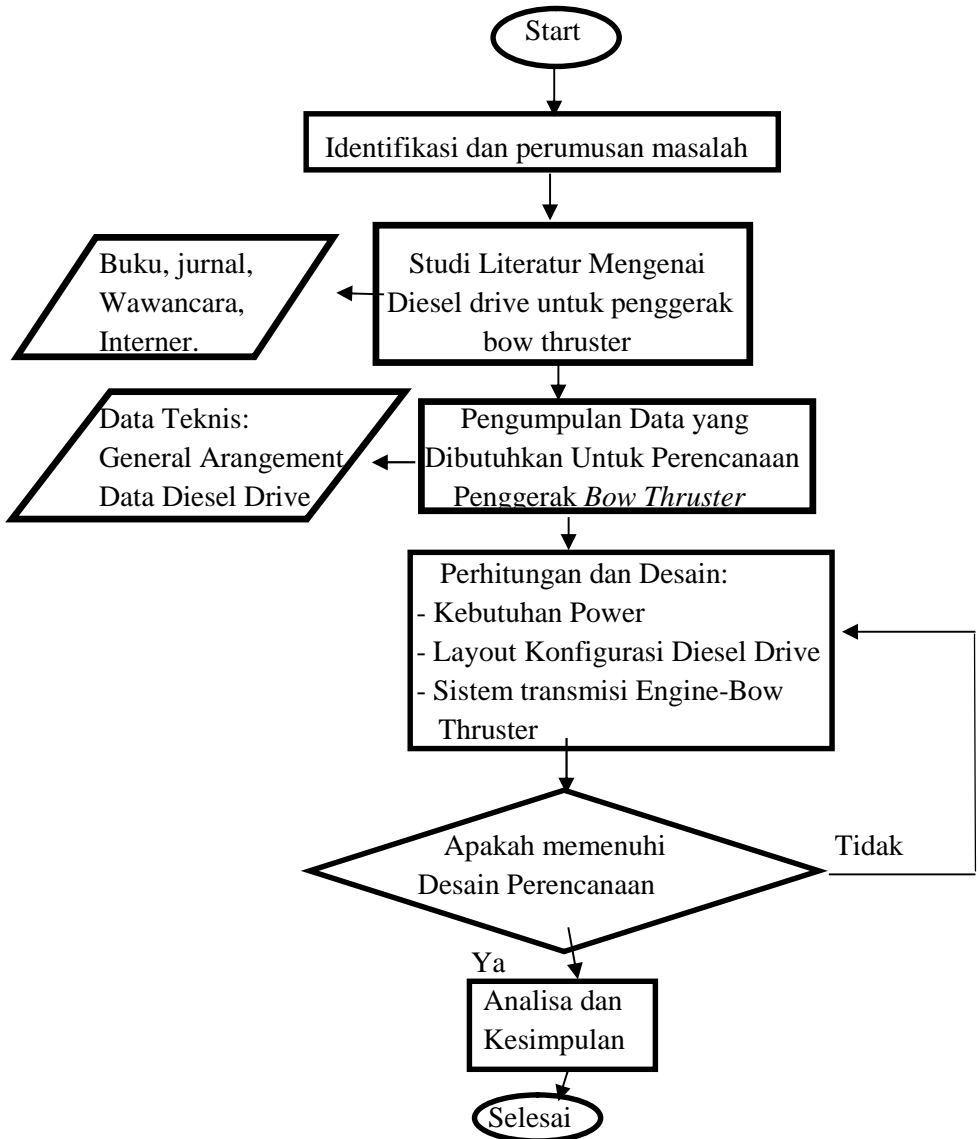 Start
Identifikasi dan perumusan masalah
Studi Literatur Mengenai
Diesel drive untuk penggerak
bow thruster
Buku, jurnal,
Wawancara,
Interner.
Pengumpulan Data yang
Dibutuhkan Untuk Perencanaan
Penggerak Bow Thruster
Data Teknis:
General Arangement
Data Diesel Drive
Perhitungan dan Desain:
- Kebutuhan Power
- Layout Konfigurasi Diesel Drive
- Sistem transmisi Engine-Bow
Thruster
Apakah memenuhi
Desain Perencanaan
Tidak
Ya
Analisa dan
Kesimpulan
Selesai